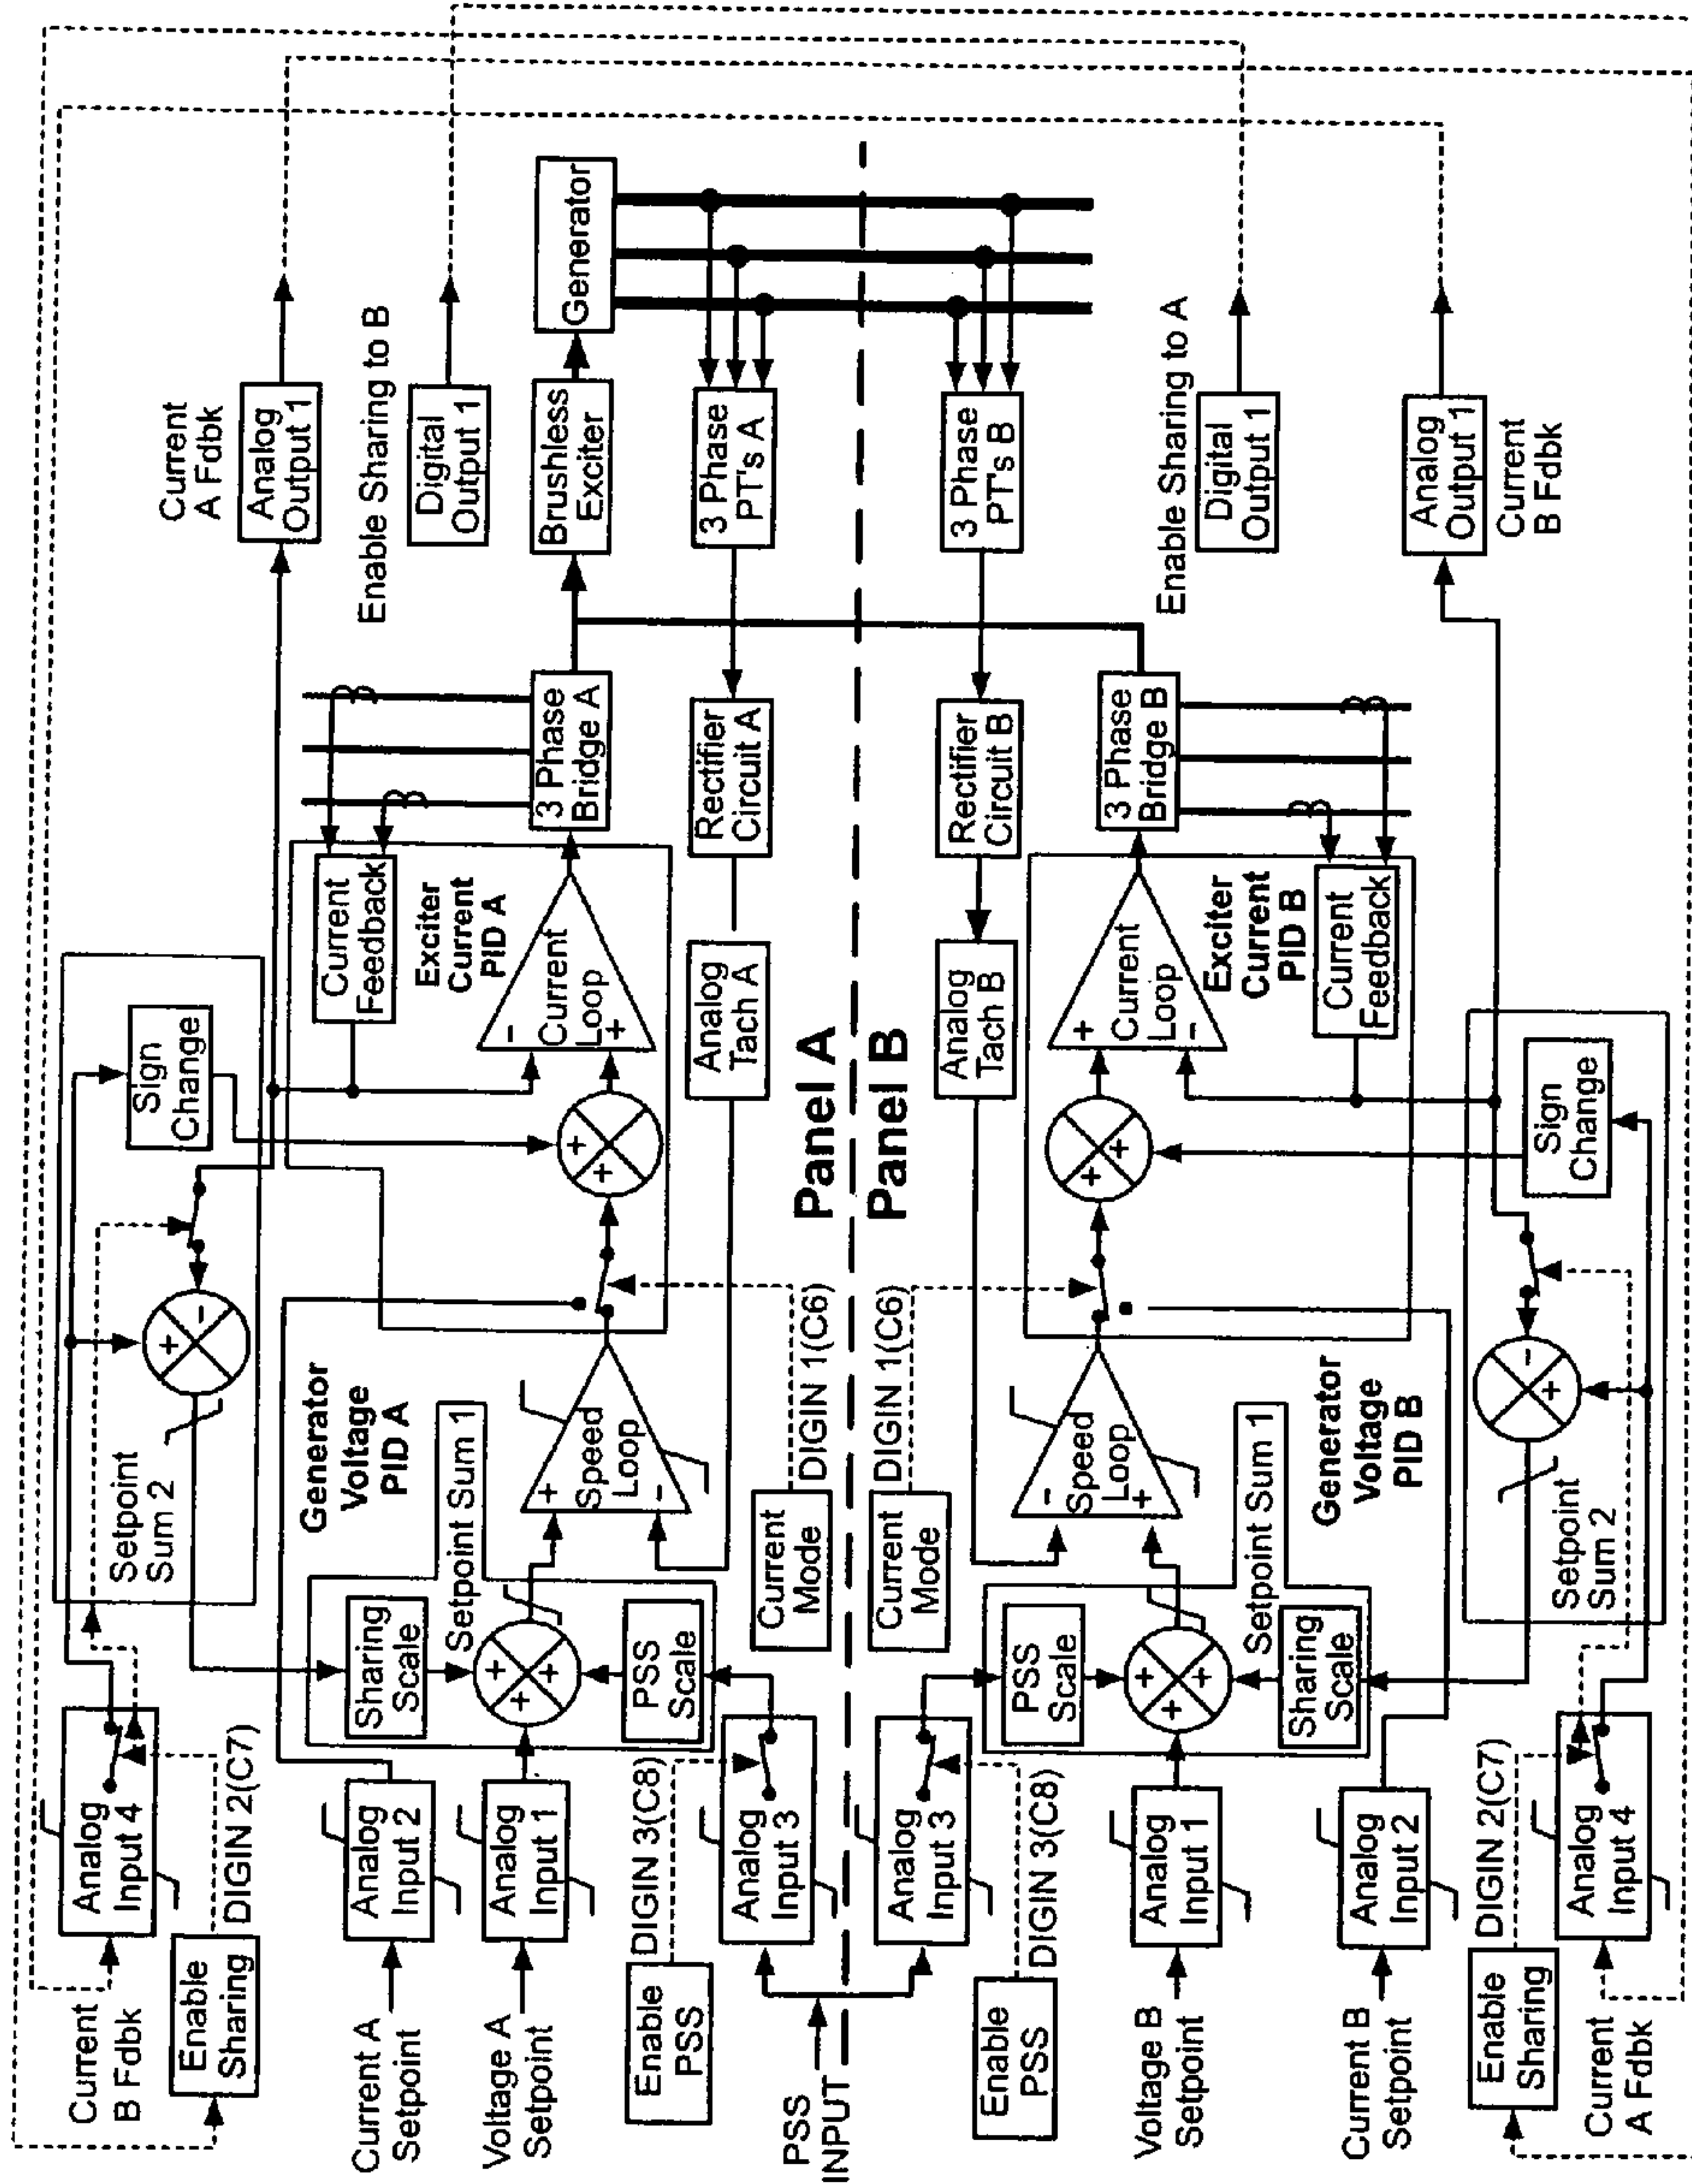 Current
A Fdbk
Analog
Output 1
Enable Sharing to B
Digital
Output 1
Brushless
Exciter
Generator
3 Phase
PT's A
3 Phase
Bridge A
Rectifier
Circuit A
Analog
Tach A
Current
Feedback
Exciter
Current
PID A
-
Current
Loop
+
Sign
Change
+
+
+
-
Setpoint
Sum 2
Generator
Voltage
PID A
+
Speed
Loop
-
DIGIN 1(C6)
Current
Mode
Setpoint Sum 1
Sharing
Scale
+
+
+
PSS
Scale
Analog
Input 4
DIGIN 2(C7)
Enable
Sharing
Current
B Fdbk
Analog
Input 2
Current A
Setpoint
Analog
Input 1
Voltage A
Setpoint
DIGIN 3(C8)
Enable
PSS
Analog
Input 3
PSS
INPUT
Panel A
Panel B
3 Phase
PT's B
Enable Sharing to A
Digital
Output 1
Analog
Output 1
Current
B Fdbk
Rectifier
Circuit B
3 Phase
Bridge B
Analog
Tach B
+
Current
Loop
-
Exciter
Current
PID B
Current
Feedback
Sign
Change
+
+
-
+
Setpoint
Sum 2
DIGIN 1(C6)
Current
Mode
-
Speed
Loop
+
Generator
Voltage
PID B
Setpoint Sum 1
PSS
Scale
+
+
+
Sharing
Scale
Analog
Input 3
DIGIN 3(C8)
Enable
PSS
Analog
Input 1
Voltage B
Setpoint
Analog
Input 2
Current B
Setpoint
DIGIN 2(C7)
Enable
Sharing
Analog
Input 4
Current
A Fdbk